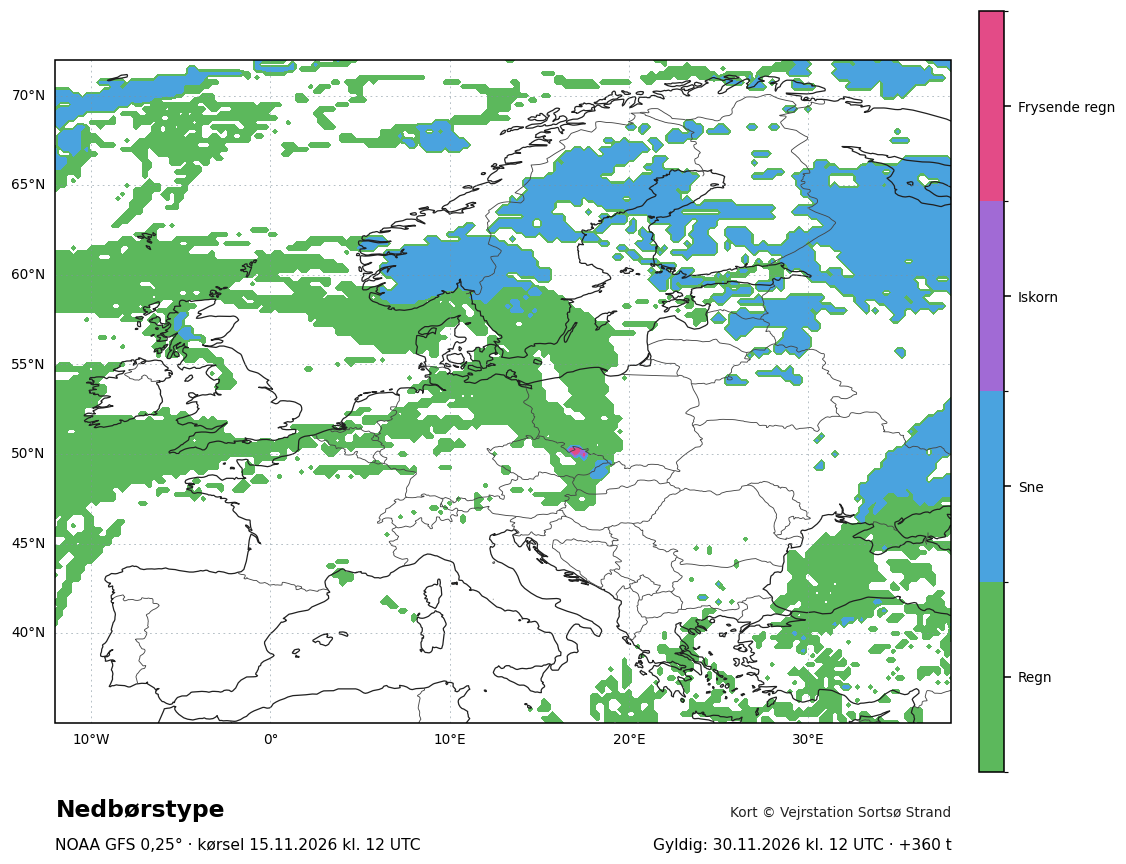 Frysende regn
Iskorn
Sne
Regn
70°N
65°N
60°N
55°N
50°N
45°N
40°N
10°W
0°
10°E
20°E
30°E
Nedbørstype
Kort © Vejrstation Sortsø Strand
NOAA GFS 0,25° · kørsel 15.11.2026 kl. 12 UTC
Gyldig: 30.11.2026 kl. 12 UTC · +360 t